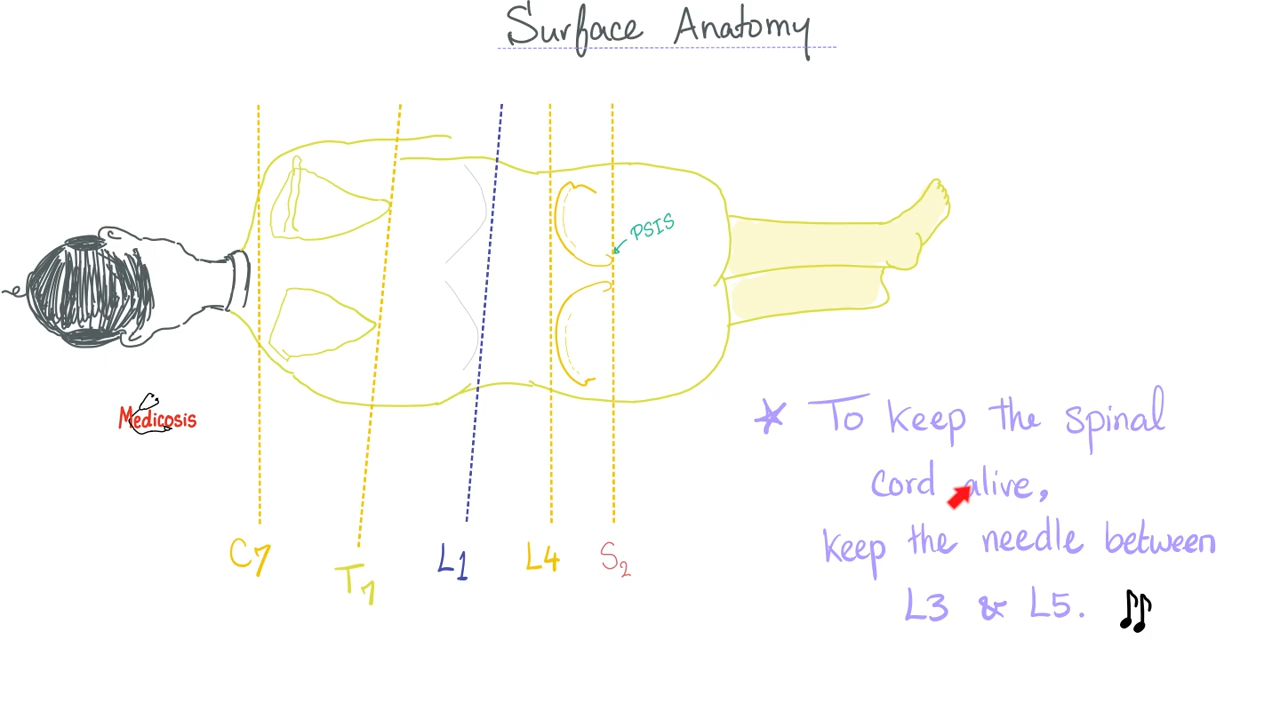 Surface Anatomy
PSIS
Medicosis
C7
T7
L1
L4
S2
* To keep the spinal
cord alive,
keep the needle between
L3 & L5.